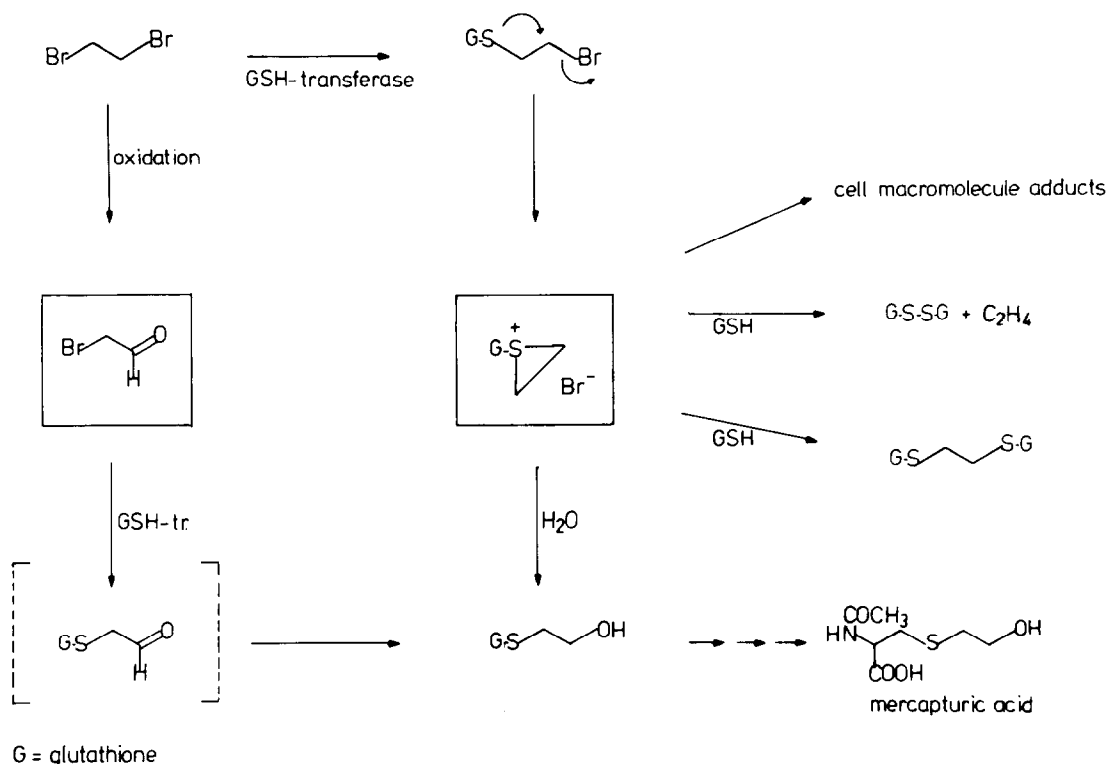 Br
Br
GSH-transferase
G-S
Br
oxidation
cell macromolecule adducts
Br
O
H
G-S
+
Br⁻
GSH
G-S-S-G + C₂H₄
GSH
G-S
S-G
GSH-tr.
H₂O
G-S
O
H
G-S
OH
COCH₃
HN
S
OH
COOH
mercapturic acid
G = glutathione